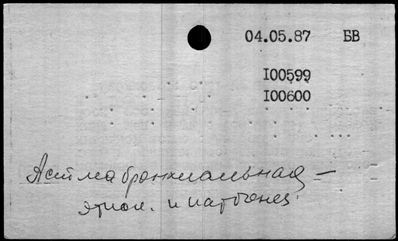 04.05.87 БВ
I00599
I00600
Астма бронхиальная –
этиол. и патогенез.